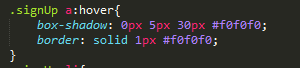 .signUp a:hover{
box-shadow: 0px 5px 30px #f0f0f0;
border: solid 1px #f0f0f0;
}